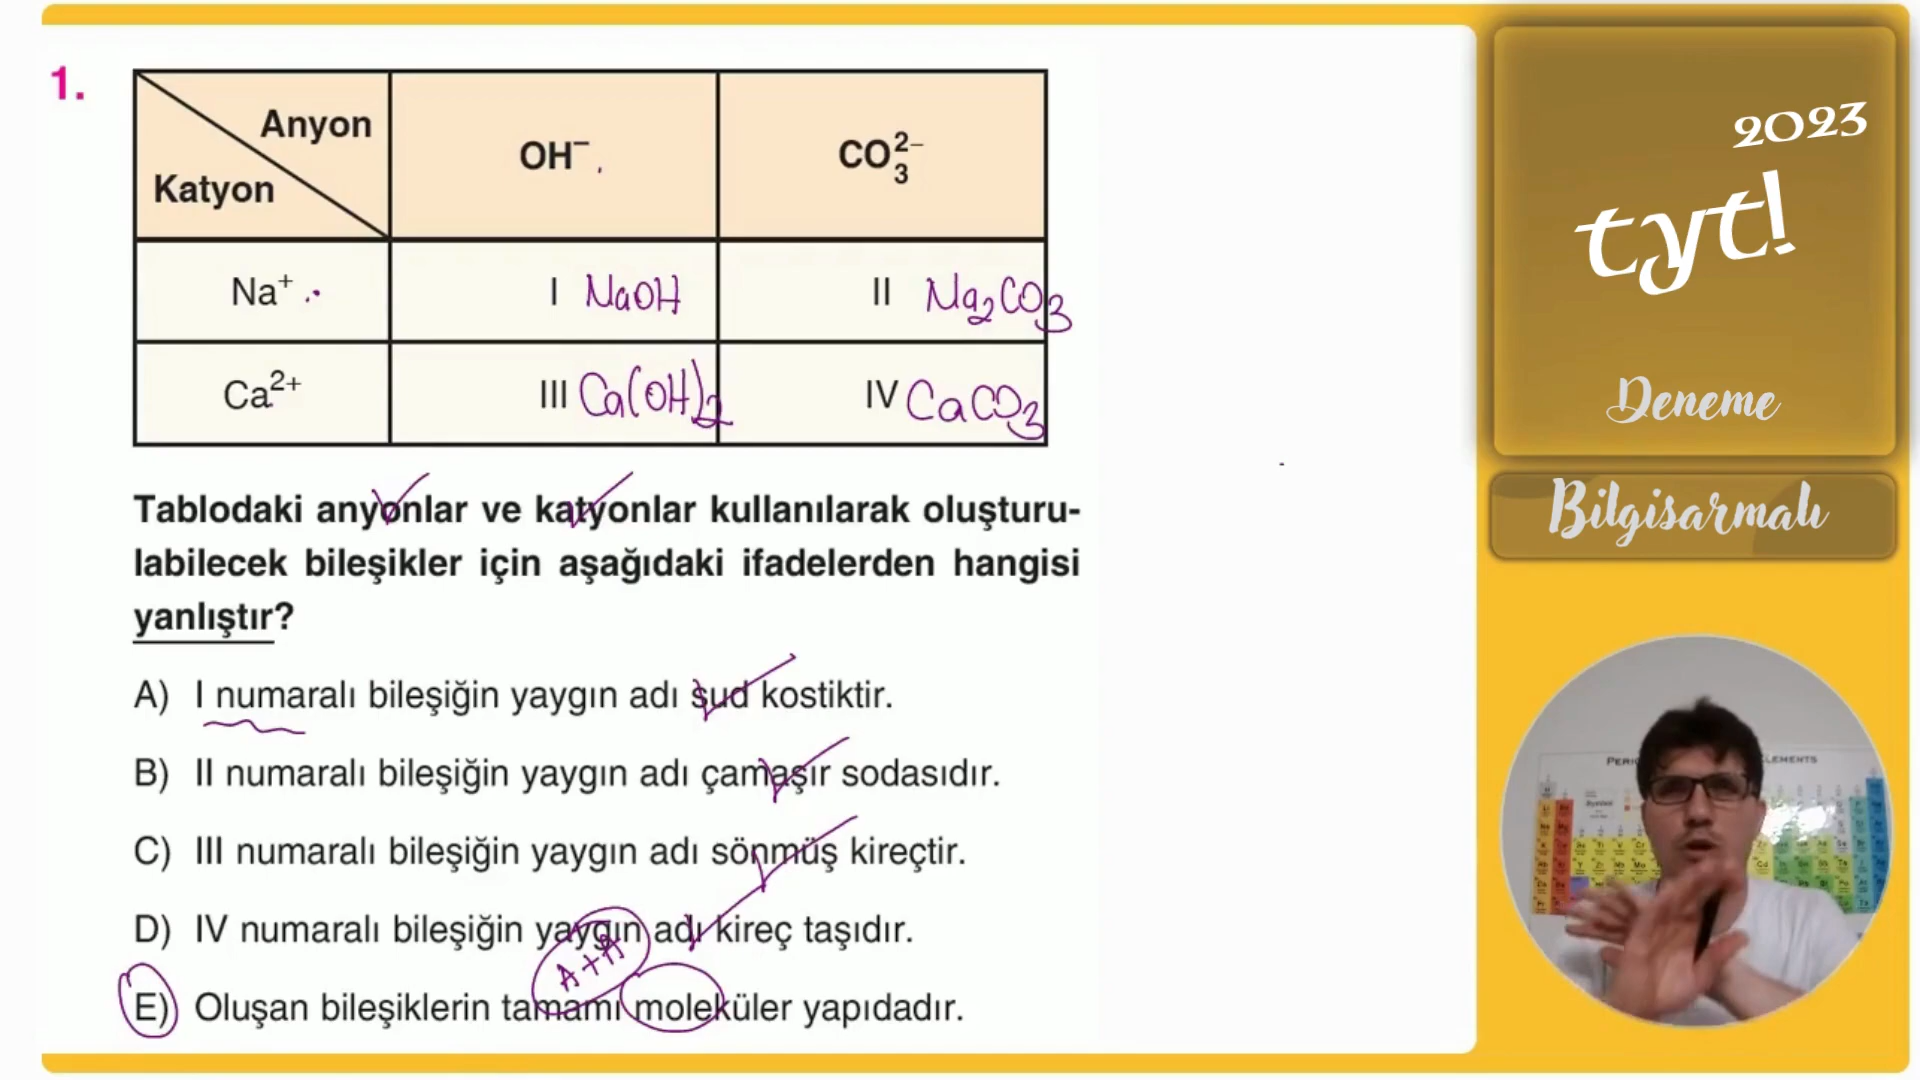 1.
Anyon
Katyon
OH⁻
CO₃²⁻
Na⁺
I NaOH
II Na₂CO₃
Ca²⁺
III Ca(OH)₂
IV CaCO₃
Tablodaki anyonlar ve katyonlar kullanılarak oluşturu-
labilecek bileşikler için aşağıdaki ifadelerden hangisi
yanlıştır?
A) I numaralı bileşiğin yaygın adı sud kostiktir.
B) II numaralı bileşiğin yaygın adı çamaşır sodasıdır.
C) III numaralı bileşiğin yaygın adı sönmüş kireçtir.
D) IV numaralı bileşiğin yaygın adı kireç taşıdır.
A+A
E) Oluşan bileşiklerin tamamı moleküler yapıdadır.
2023
tyt!
Deneme
Bilgisarmalı